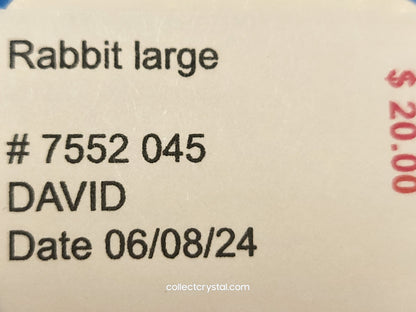 Rabbit large
$ 20.00
# 7552 045
DAVID
Date 06/08/24
collectcrystal.com